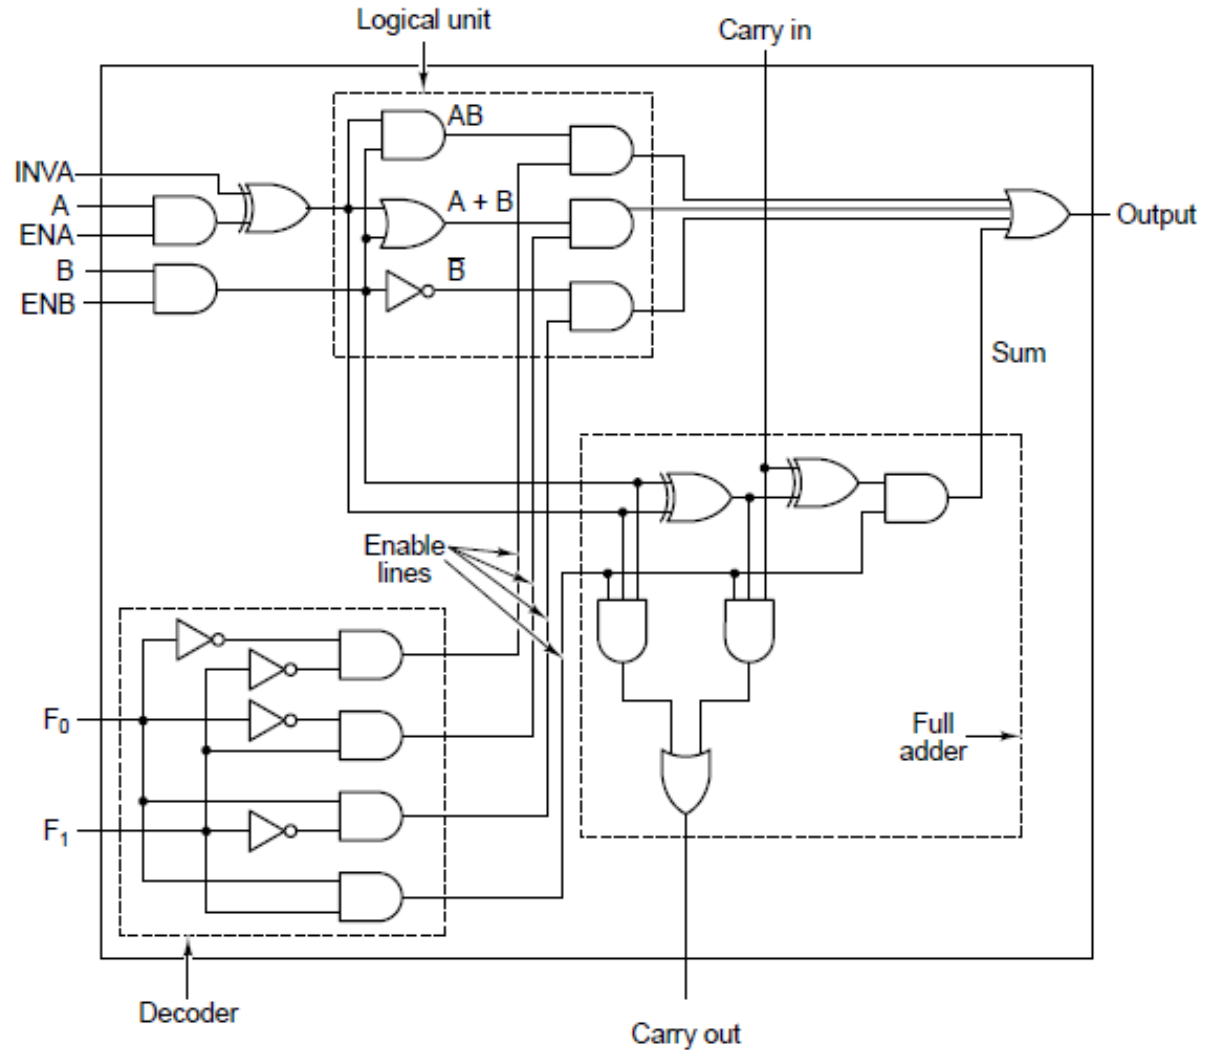 Logical unit
Carry in
INVA
A
ENA
B
ENB
AB
A + B
B̅
Output
Sum
Enable
lines
F₀
F₁
Full
adder
Decoder
Carry out